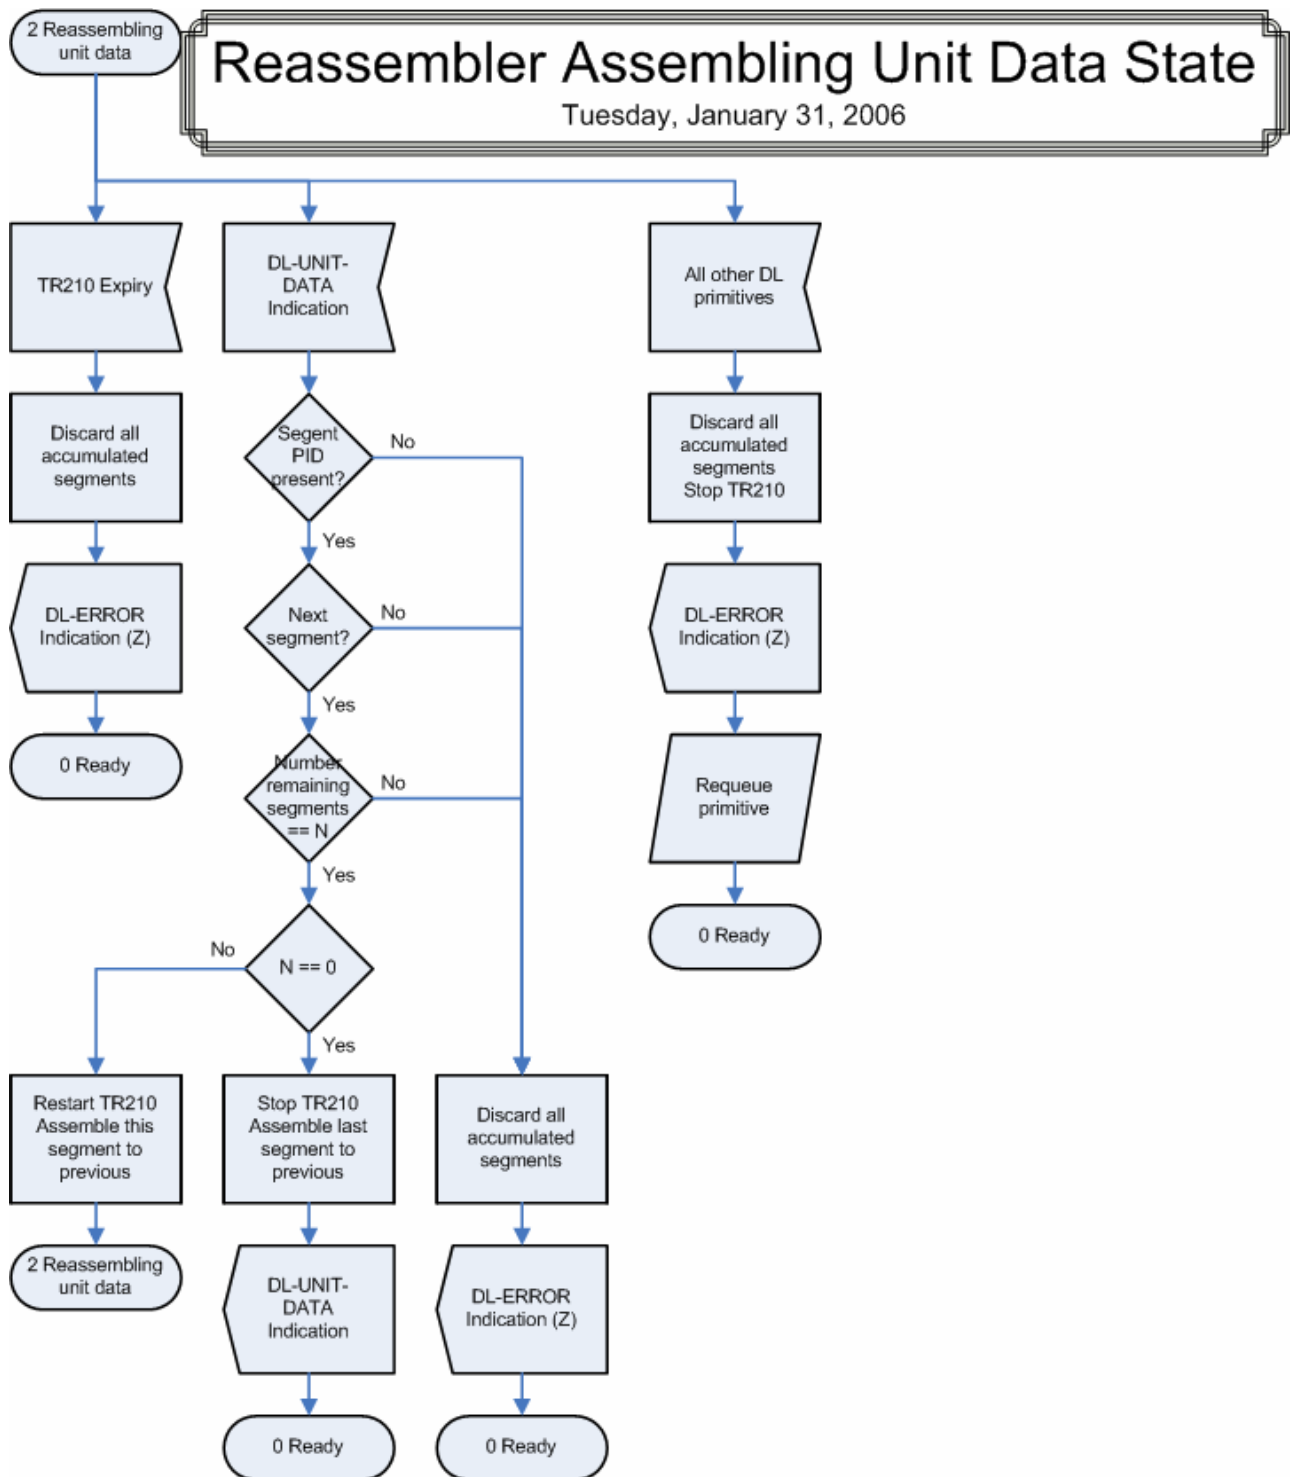 2 Reassembling
unit data
Reassembler Assembling Unit Data State
Tuesday, January 31, 2006
TR210 Expiry
DL-UNIT-
DATA
Indication
All other DL
primitives
Discard all
accumulated
segments
Segent
PID
present?
No
Discard all
accumulated
segments
Stop TR210
Yes
DL-ERROR
Indication (Z)
Next
segment?
No
DL-ERROR
Indication (Z)
Yes
0 Ready
Number
remaining
segments
== N
No
Requeue
primitive
Yes
No
N == 0
0 Ready
Yes
Restart TR210
Assemble this
segment to
previous
Stop TR210
Assemble last
segment to
previous
Discard all
accumulated
segments
2 Reassembling
unit data
DL-UNIT-
DATA
Indication
DL-ERROR
Indication (Z)
0 Ready
0 Ready